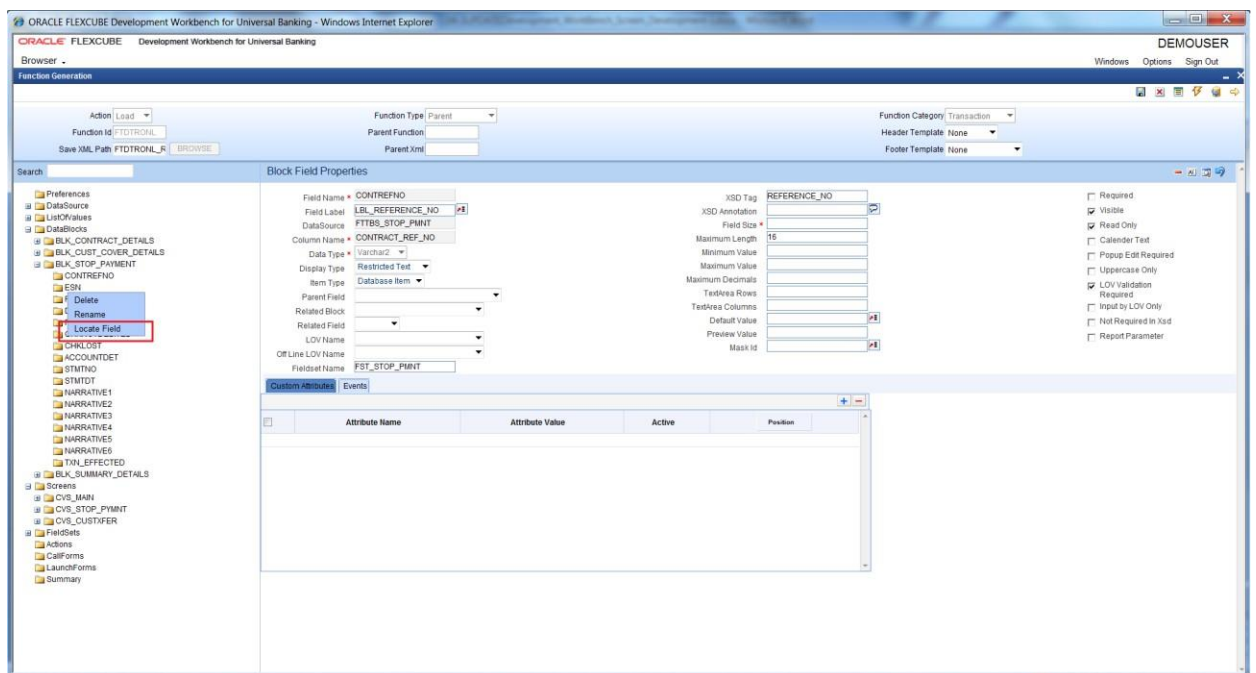 ORACLE FLEXCUBE Development Workbench for Universal Banking - Windows Internet Explorer
ORACLE FLEXCUBE Development Workbench for Universal Banking
DEMOUSER
Browser
Windows Options Sign Out
Function Generation
Action Load
Function Type Parent
Function Category Transaction
Function Id FTDTRONL
Parent Function
Header Template None
Save XML Path FTDTRONL_R BROWSE
Parent Xml
Footer Template None
Search
Preferences
DataSource
ListOfValues
DataBlocks
BLK_CONTRACT_DETAILS
BLK_CUST_COVER_DETAILS
BLK_STOP_PAYMENT
CONTREFNO
ESN
Delete
Rename
Locate Field
CHKLOST
ACCOUNTDET
STMTNO
STMTDT
NARRATIVE1
NARRATIVE2
NARRATIVE3
NARRATIVE4
NARRATIVE5
NARRATIVE6
TXN_EFFECTED
BLK_SUMMARY_DETAILS
Screens
CVS_MAIN
CVS_STOP_PYMNT
CVS_CUSTXFER
FieldSets
Actions
CallForms
LaunchForms
Summary
Block Field Properties
Field Name * CONTREFNO
Field Label LBL_REFERENCE_NO
DataSource FTTBS_STOP_PMNT
Column Name * CONTRACT_REF_NO
Data Type * Varchar2
Display Type Restricted Text
Item Type Database Item
Parent Field
Related Block
Related Field
LOV Name
Off Line LOV Name
Fieldset Name FST_STOP_PMNT
XSD Tag REFERENCE_NO
XSD Annotation
Field Size *
Maximum Length 16
Minimum Value
Maximum Value
Maximum Decimals
TextArea Rows
TextArea Columns
Default Value
Preview Value
Mask Id
Required
Visible
Read Only
Calender Text
Popup Edit Required
Uppercase Only
LOV Validation
Required
Input by LOV Only
Not Required In Xsd
Report Parameter
Custom Attributes Events
Attribute Name Attribute Value Active Position